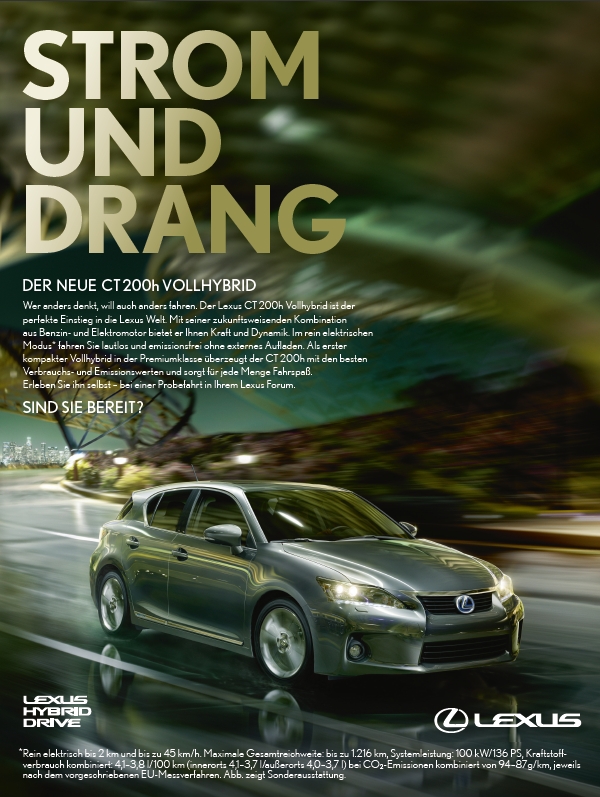 STROM
UND
DRANG
DER NEUE CT 200h VOLLHYBRID
Wer anders denkt, will auch anders fahren. Der Lexus CT 200h Vollhybrid ist der
perfekte Einstieg in die Lexus Welt. Mit seiner zukunftsweisenden Kombination
aus Benzin- und Elektromotor bietet er Ihnen Kraft und Dynamik. Im rein elektrischen
Modus* fahren Sie lautlos und emissionsfrei ohne externes Aufladen. Als erster
kompakter Vollhybrid in der Premiumklasse überzeugt der CT 200h mit den besten
Verbrauchs- und Emissionswerten und sorgt für jede Menge Fahrspaß.
Erleben Sie ihn selbst – bei einer Probefahrt in Ihrem Lexus Forum.
SIND SIE BEREIT?
LEXUS
HYBRID
DRIVE
LEXUS
*Rein elektrisch bis 2 km und bis zu 45 km/h. Maximale Gesamtreichweite: bis zu 1.216 km, Systemleistung: 100 kW/136 PS, Kraftstoff-
verbrauch kombiniert: 4,1–3,8 l/100 km (innerorts 4,1–3,7 l/außerorts 4,0–3,7 l) bei CO₂-Emissionen kombiniert von 94–87 g/km, jeweils
nach dem vorgeschriebenen EU-Messverfahren. Abb. zeigt Sonderausstattung.